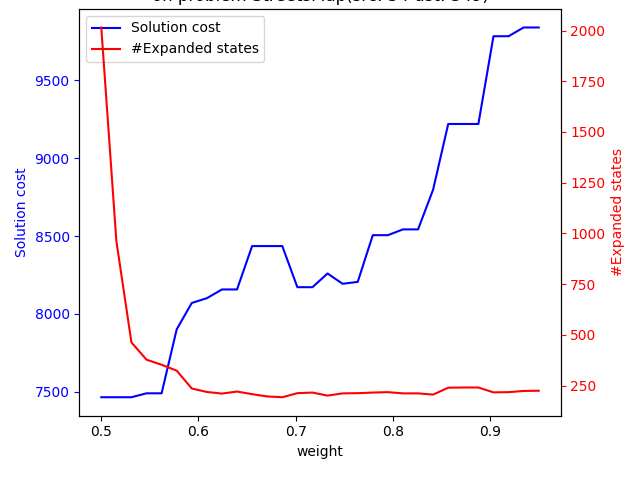 Solution cost
#Expanded states
9500
9000
8500
8000
7500
Solution cost
2000
1750
1500
1250
1000
750
500
250
#Expanded states
0.5 0.6 0.7 0.8 0.9
weight